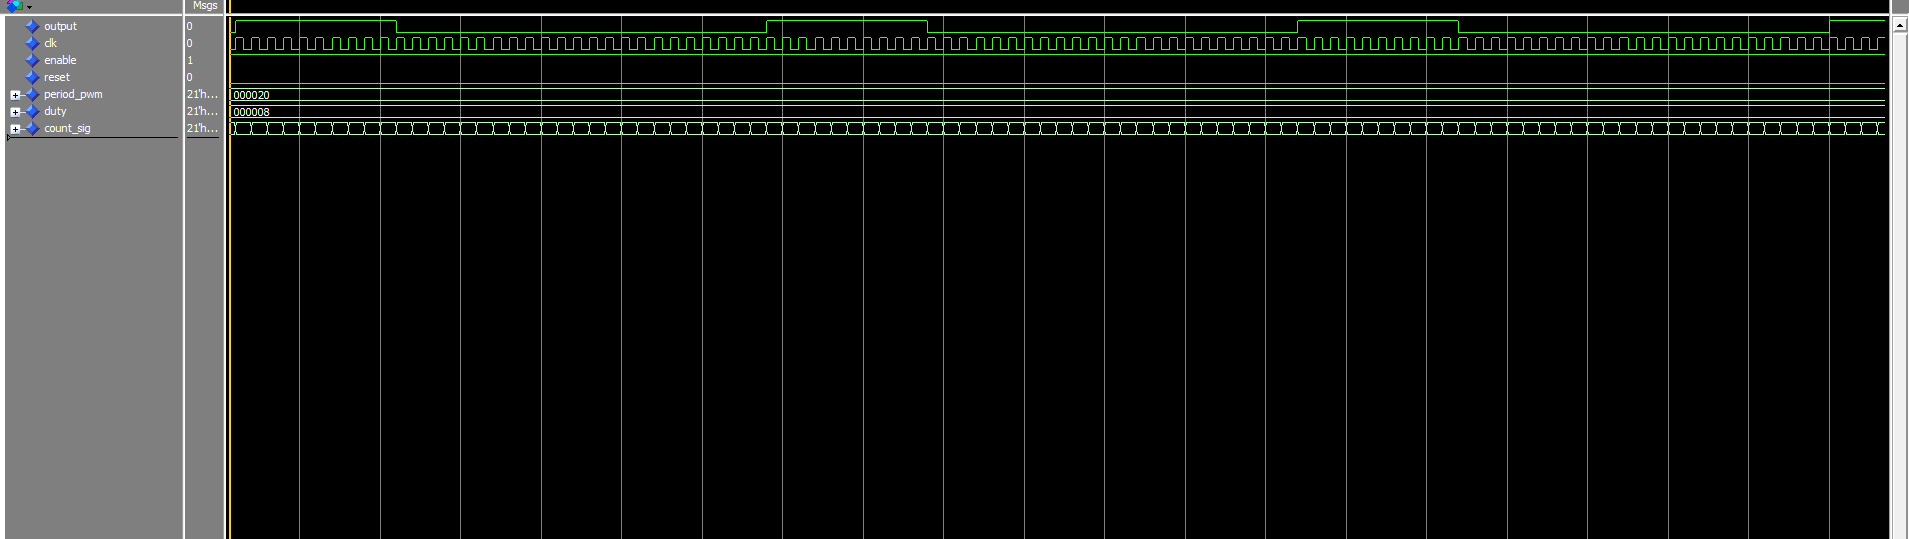 Msgs
output 0
clk 0
enable 1
reset 0
period_pwm 21'h... 000020
duty 21'h... 000008
count_sig 21'h...